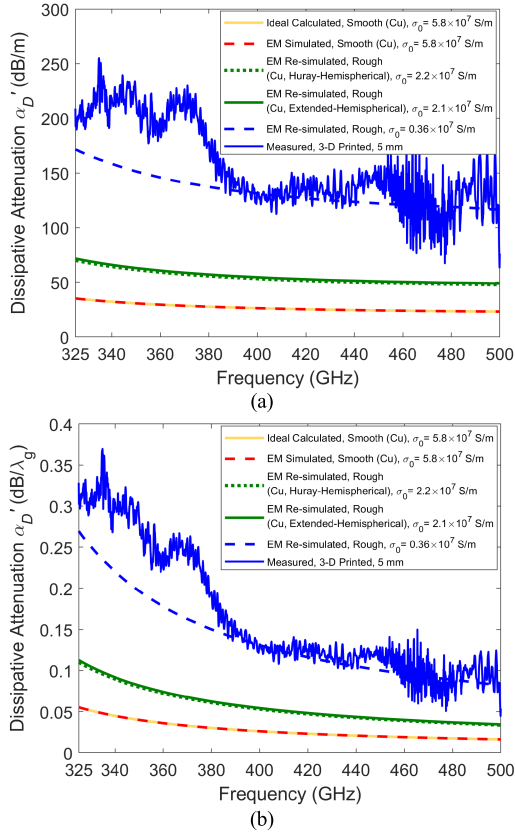 Ideal Calculated, Smooth (Cu), σ₀= 5.8×10⁷ S/m
EM Simulated, Smooth (Cu), σ₀= 5.8×10⁷ S/m
EM Re-simulated, Rough
(Cu, Huray-Hemispherical), σ₀= 2.2×10⁷ S/m
EM Re-simulated, Rough
(Cu, Extended-Hemispherical), σ₀= 2.1×10⁷ S/m
EM Re-simulated, Rough, σ₀= 0.36×10⁷ S/m
Measured, 3-D Printed, 5 mm
Dissipative Attenuation α_D′ (dB/m)
300
250
200
150
100
50
0
325 340 360 380 400 420 440 460 480 500
Frequency (GHz)
(a)
Ideal Calculated, Smooth (Cu), σ₀= 5.8×10⁷ S/m
EM Simulated, Smooth (Cu), σ₀= 5.8×10⁷ S/m
EM Re-simulated, Rough
(Cu, Huray-Hemispherical), σ₀= 2.2×10⁷ S/m
EM Re-simulated, Rough
(Cu, Extended-Hemispherical), σ₀= 2.1×10⁷ S/m
EM Re-simulated, Rough, σ₀= 0.36×10⁷ S/m
Measured, 3-D Printed, 5 mm
Dissipative Attenuation α_D′ (dB/λ_g)
0.4
0.35
0.3
0.25
0.2
0.15
0.1
0.05
0
325 340 360 380 400 420 440 460 480 500
Frequency (GHz)
(b)